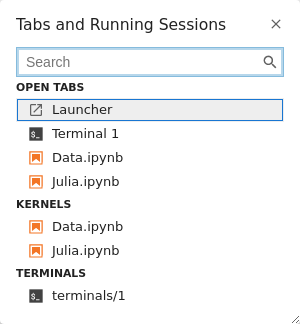 Tabs and Running Sessions
Search
OPEN TABS
Launcher
Terminal 1
Data.ipynb
Julia.ipynb
KERNELS
Data.ipynb
Julia.ipynb
TERMINALS
terminals/1